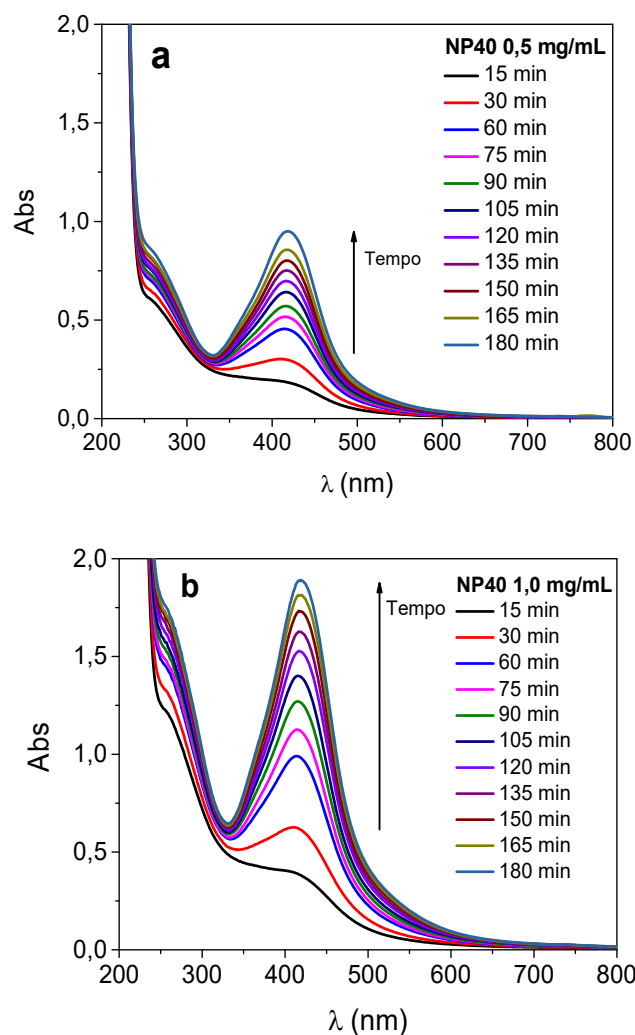 a
NP40 0,5 mg/mL
15 min
30 min
60 min
75 min
90 min
105 min
120 min
135 min
150 min
165 min
180 min
Tempo
Abs
2,0
1,5
1,0
0,5
0,0
200 300 400 500 600 700 800
λ (nm)
b
NP40 1,0 mg/mL
15 min
30 min
60 min
75 min
90 min
105 min
120 min
135 min
150 min
165 min
180 min
Tempo
Abs
2,0
1,5
1,0
0,5
0,0
200 300 400 500 600 700 800
λ (nm)